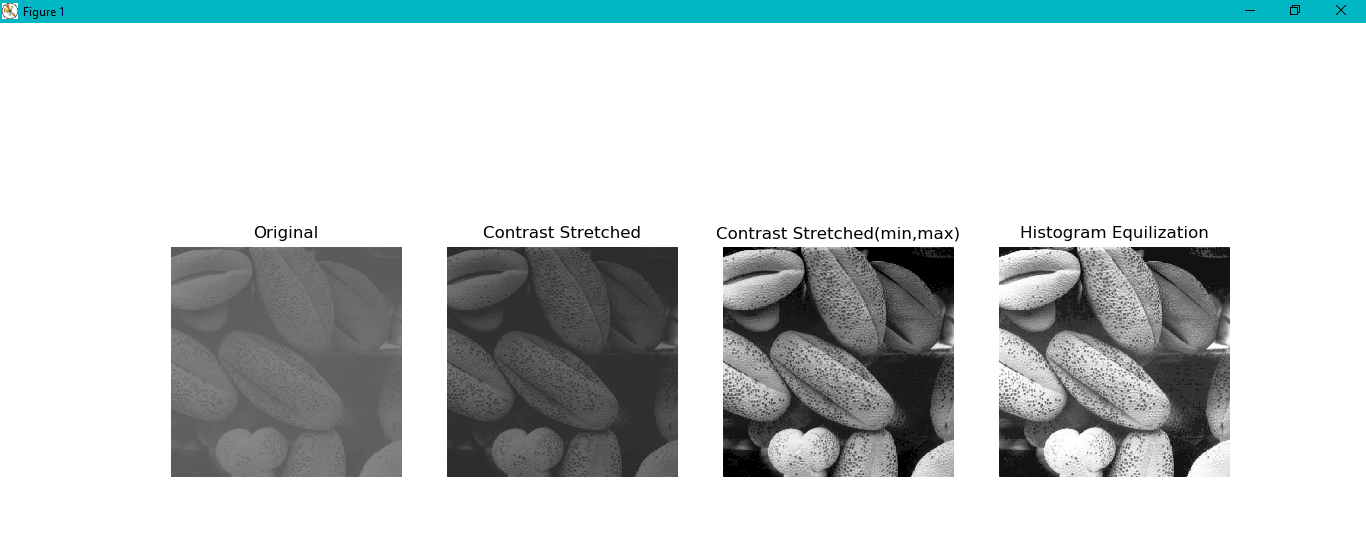 Figure 1
Original
Contrast Stretched
Contrast Stretched(min,max)
Histogram Equilization